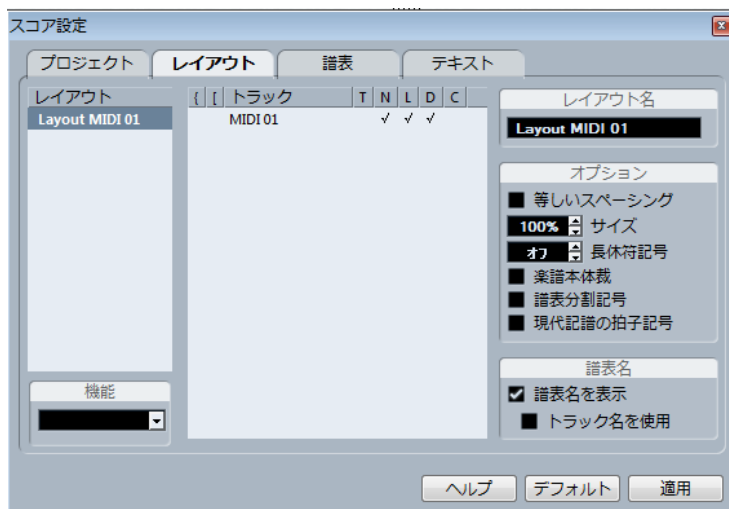 スコア設定
プロジェクト レイアウト 譜表 テキスト
レイアウト
Layout MIDI 01
{ [ トラック T N L D C
MIDI 01 √ √ √
機能
レイアウト名
Layout MIDI 01
オプション
等しいスペーシング
100% サイズ
オフ 長休符記号
楽譜本体裁
譜表分割記号
現代記譜の拍子記号
譜表名
譜表名を表示
トラック名を使用
ヘルプ デフォルト 適用